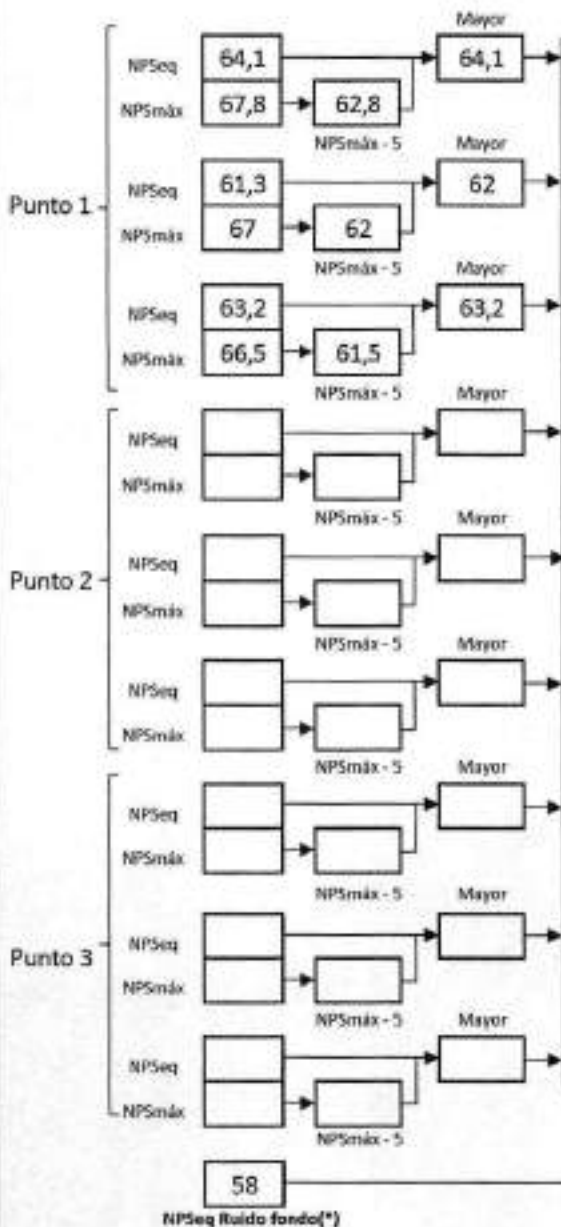 Mayor
NPSeq 64,1 64,1
NPSmáx 67,8 62,8
NPSmáx - 5
Mayor
Punto 1
NPSeq 61,3 62
NPSmáx 67 62
NPSmáx - 5
Mayor
NPSeq 63,2 63,2
NPSmáx 66,5 61,5
NPSmáx - 5
Mayor
NPSeq
NPSmáx
NPSmáx - 5
Mayor
Punto 2
NPSeq
NPSmáx
NPSmáx - 5
Mayor
NPSeq
NPSmáx
NPSmáx - 5
Mayor
NPSeq
NPSmáx
NPSmáx - 5
Mayor
Punto 3
NPSeq
NPSmáx
NPSmáx - 5
Mayor
NPSeq
NPSmáx
NPSmáx - 5
58
NPSeq Ruido fondo(*)